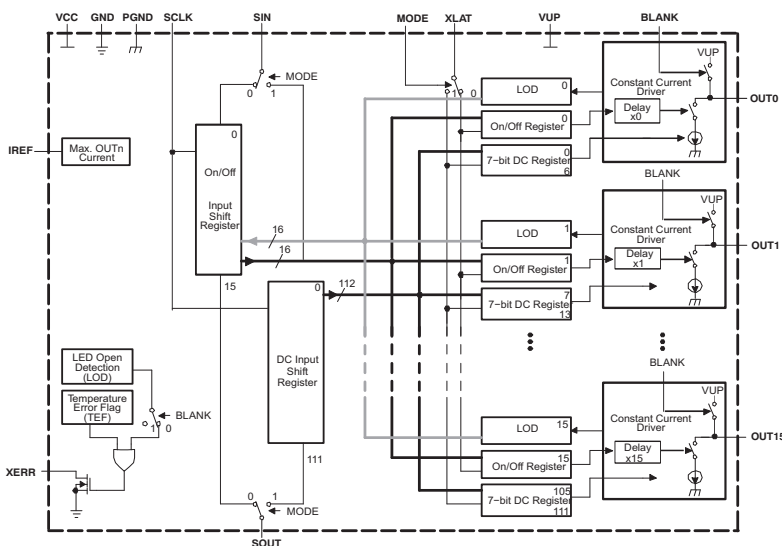 VCC GND PGND SCLK SIN MODE XLAT VUP BLANK
MODE
0 1
1 0
LOD 0
On/Off Register 0
7−bit DC Register 0
6
VUP
Constant Current
Driver
Delay
x0
OUT0
IREF
Max. OUTn
Current
0
On/Off
Input
Shift
Register
15
16
16
BLANK
LOD 1
On/Off Register 1
7−bit DC Register 7
13
VUP
Constant Current
Driver
Delay
x1
OUT1
0
112
DC Input
Shift
Register
111
LED Open
Detection
(LOD)
Temperature
Error Flag
(TEF)
BLANK
1 0
XERR
BLANK
LOD 15
On/Off Register 15
7−bit DC Register 105
111
VUP
Constant Current
Driver
Delay
x15
OUT15
0 1
MODE
SOUT